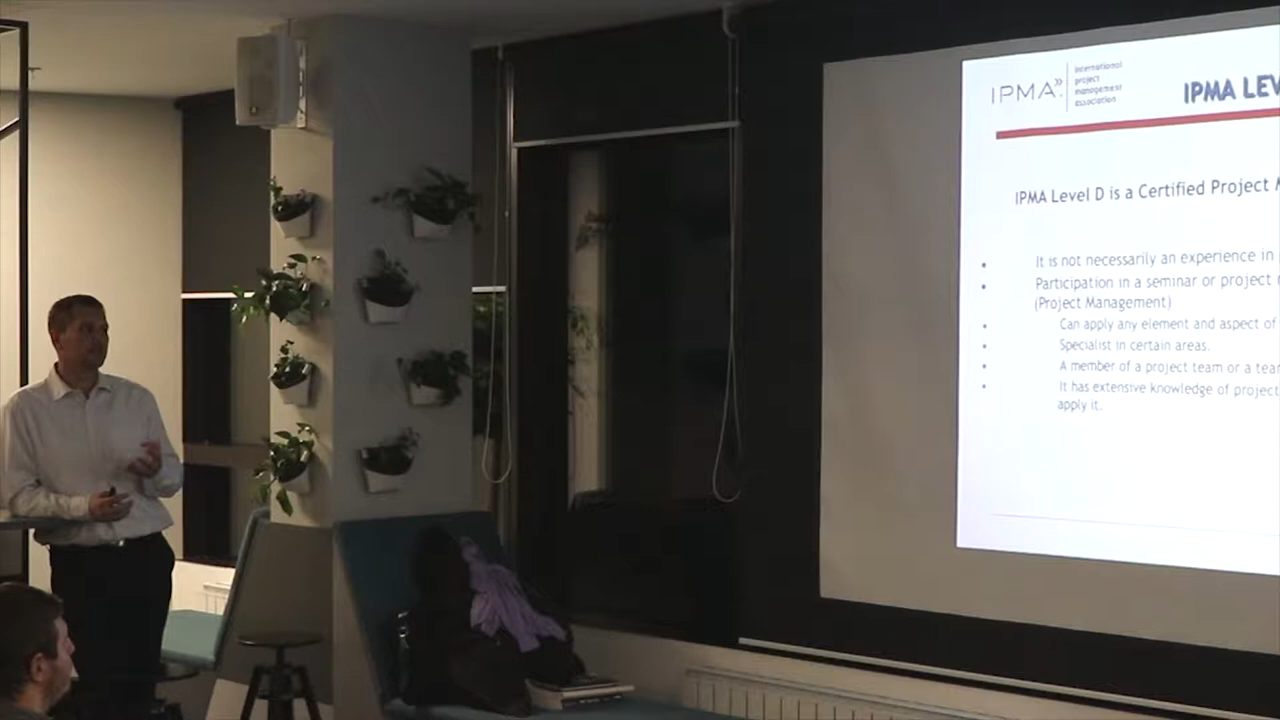 IPMA
international
project
management
association
IPMA LEV
IPMA Level D is a Certified Project M
It is not necessarily an experience in
Participation in a seminar or project
(Project Management)
Can apply any element and aspect of
Specialist in certain areas.
A member of a project team or a tea
It has extensive knowledge of project
apply it.